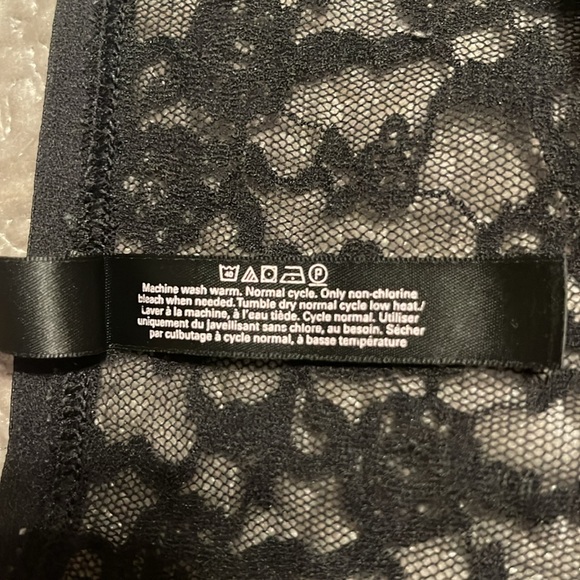 Machine wash warm. Normal cycle. Only non-chlorine
bleach when needed. Tumble dry normal cycle low heat./
Laver à la machine, à l'eau tiède. Cycle normal. Utiliser
uniquement du javellisant sans chlore, au besoin. Sécher
par culbutage à cycle normal, à basse température